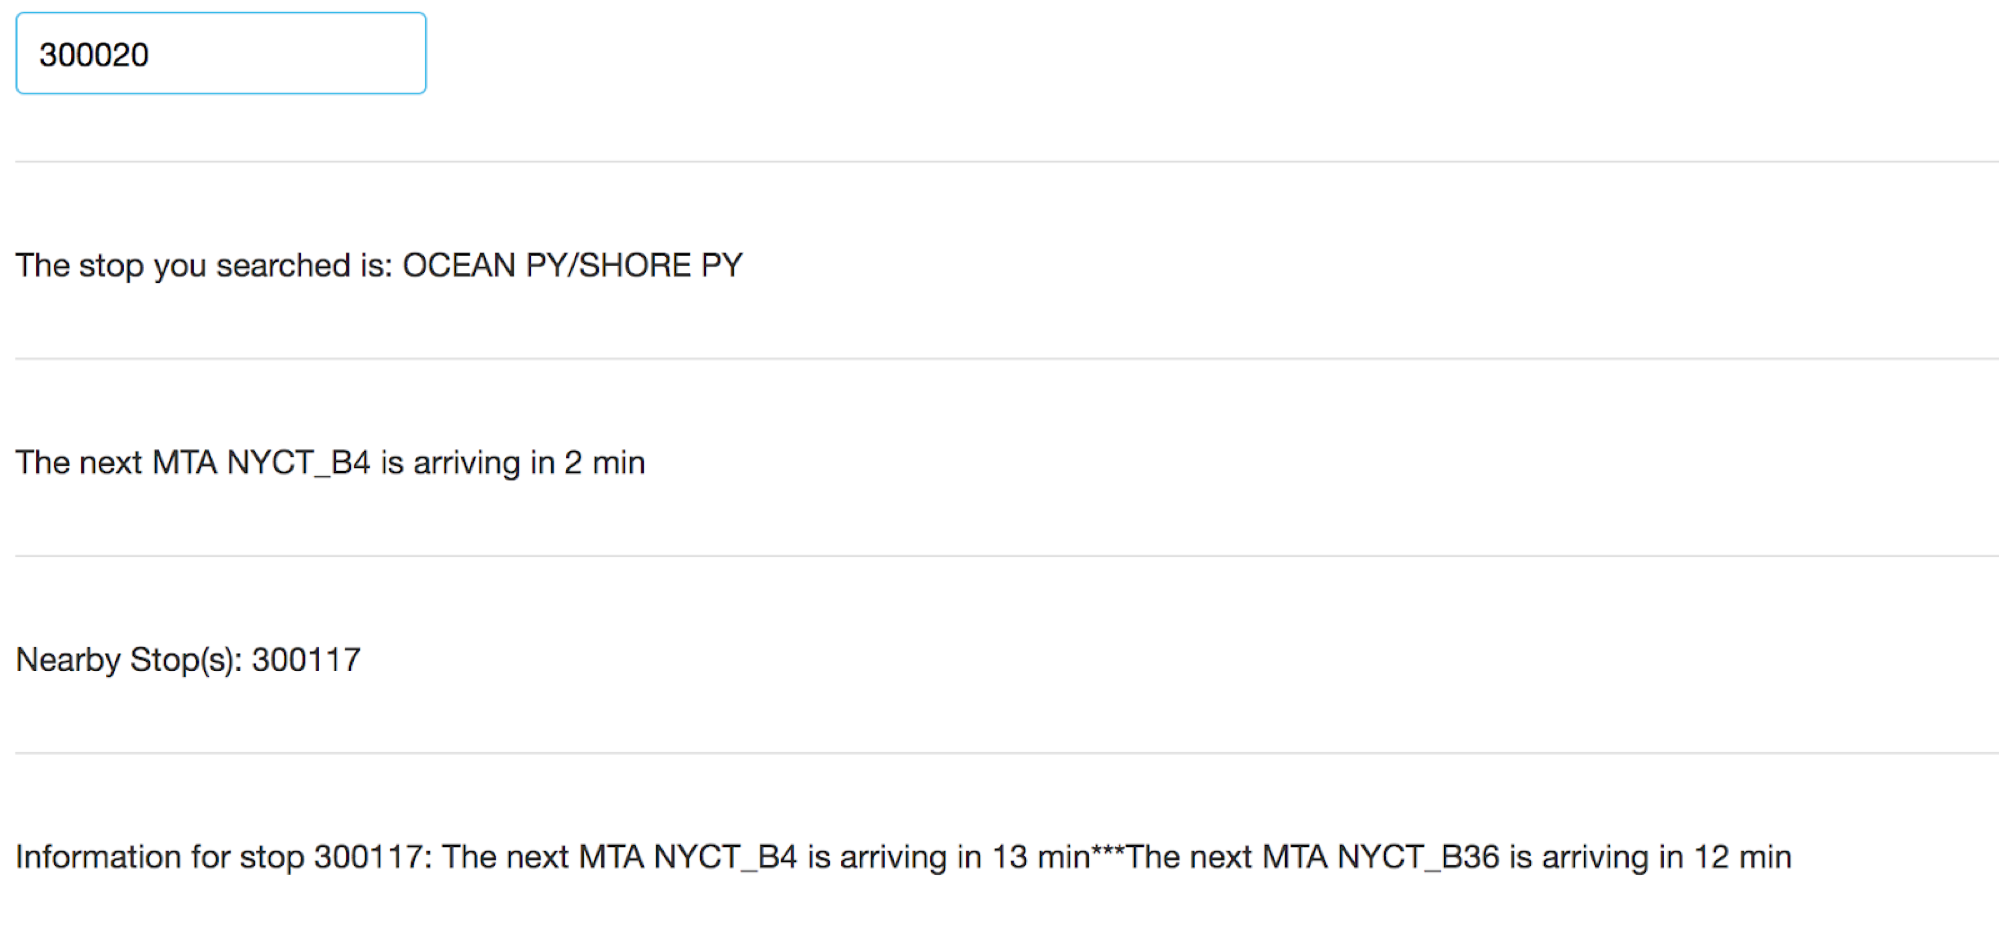 300020
The stop you searched is: OCEAN PY/SHORE PY
The next MTA NYCT_B4 is arriving in 2 min
Nearby Stop(s): 300117
Information for stop 300117: The next MTA NYCT_B4 is arriving in 13 min***The next MTA NYCT_B36 is arriving in 12 min